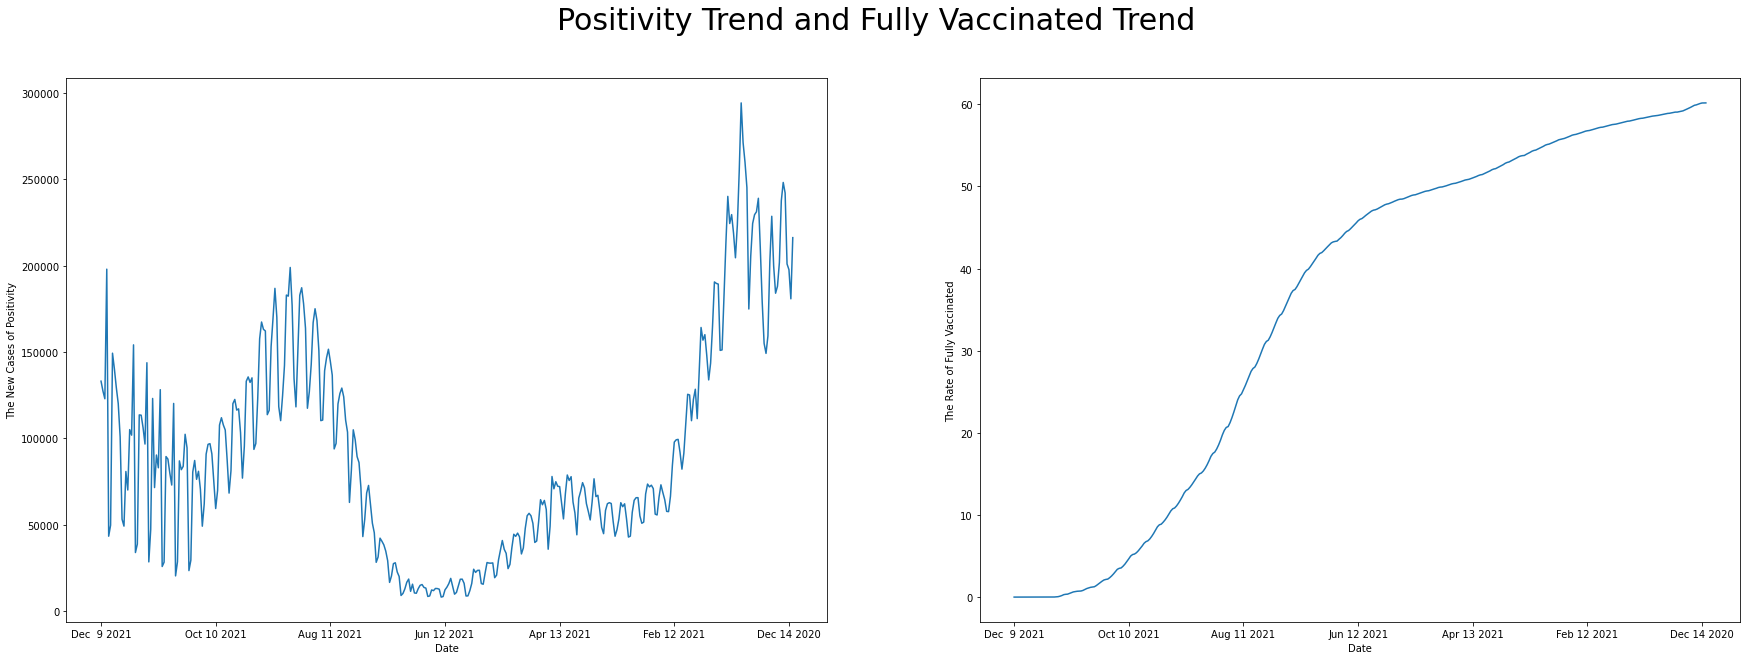 Positivity Trend and Fully Vaccinated Trend
The New Cases of Positivity
300000
250000
200000
150000
100000
50000
0
Dec  9 2021 Oct 10 2021 Aug 11 2021 Jun 12 2021 Apr 13 2021 Feb 12 2021 Dec 14 2020
Date
The Rate of Fully Vaccinated
60
50
40
30
20
10
0
Dec  9 2021 Oct 10 2021 Aug 11 2021 Jun 12 2021 Apr 13 2021 Feb 12 2021 Dec 14 2020
Date